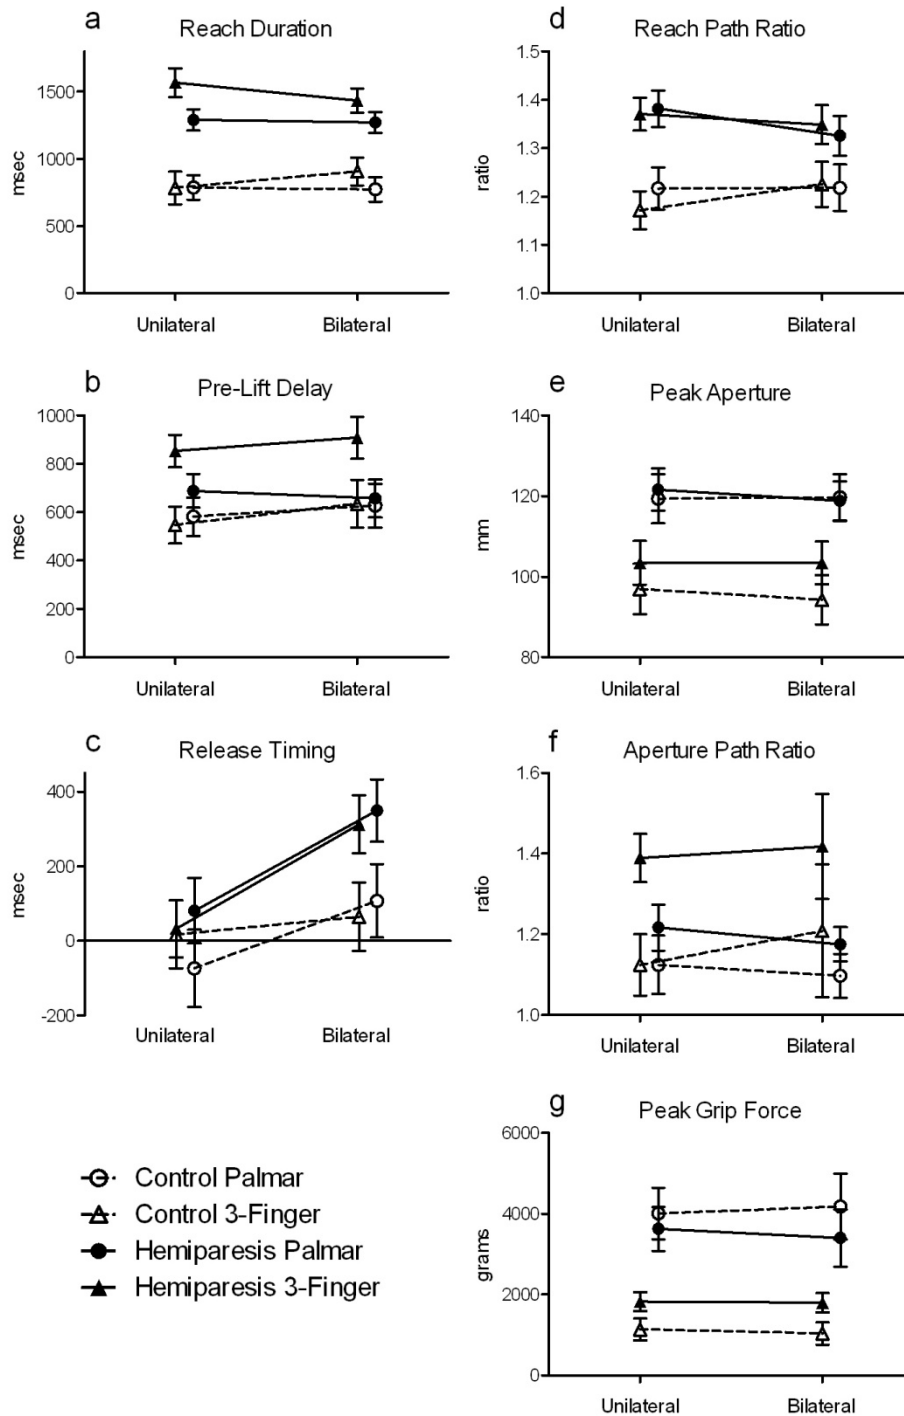 a
Reach Duration
msec
1500
1000
500
0
Unilateral
Bilateral
b
Pre-Lift Delay
msec
1000
800
600
400
200
0
Unilateral
Bilateral
c
Release Timing
msec
400
200
0
-200
Unilateral
Bilateral
Control Palmar
Control 3-Finger
Hemiparesis Palmar
Hemiparesis 3-Finger
d
Reach Path Ratio
ratio
1.5
1.4
1.3
1.2
1.1
1.0
Unilateral
Bilateral
e
Peak Aperture
mm
140
120
100
80
Unilateral
Bilateral
f
Aperture Path Ratio
ratio
1.6
1.4
1.2
1.0
Unilateral
Bilateral
g
Peak Grip Force
grams
6000
4000
2000
0
Unilateral
Bilateral